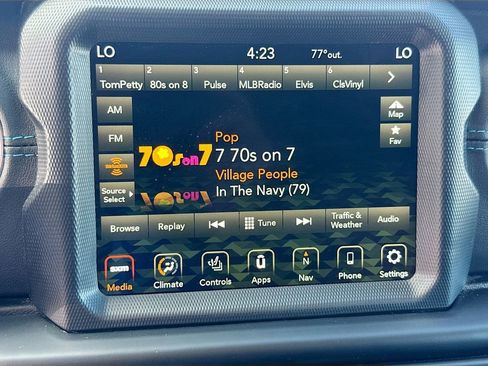 LO 4:23 77°out. LO
1 2 3 4 5 6
TomPetty 80s on 8 Pulse MLBRadio Elvis ClsVinyl
AM
Map
FM
Fav
Pop
7 70s on 7
70s on 7
Village People
In The Navy (79)
Source
Select
Browse Replay Tune Traffic & Weather Audio
sxm N
Media Climate Controls Apps Nav Phone Settings